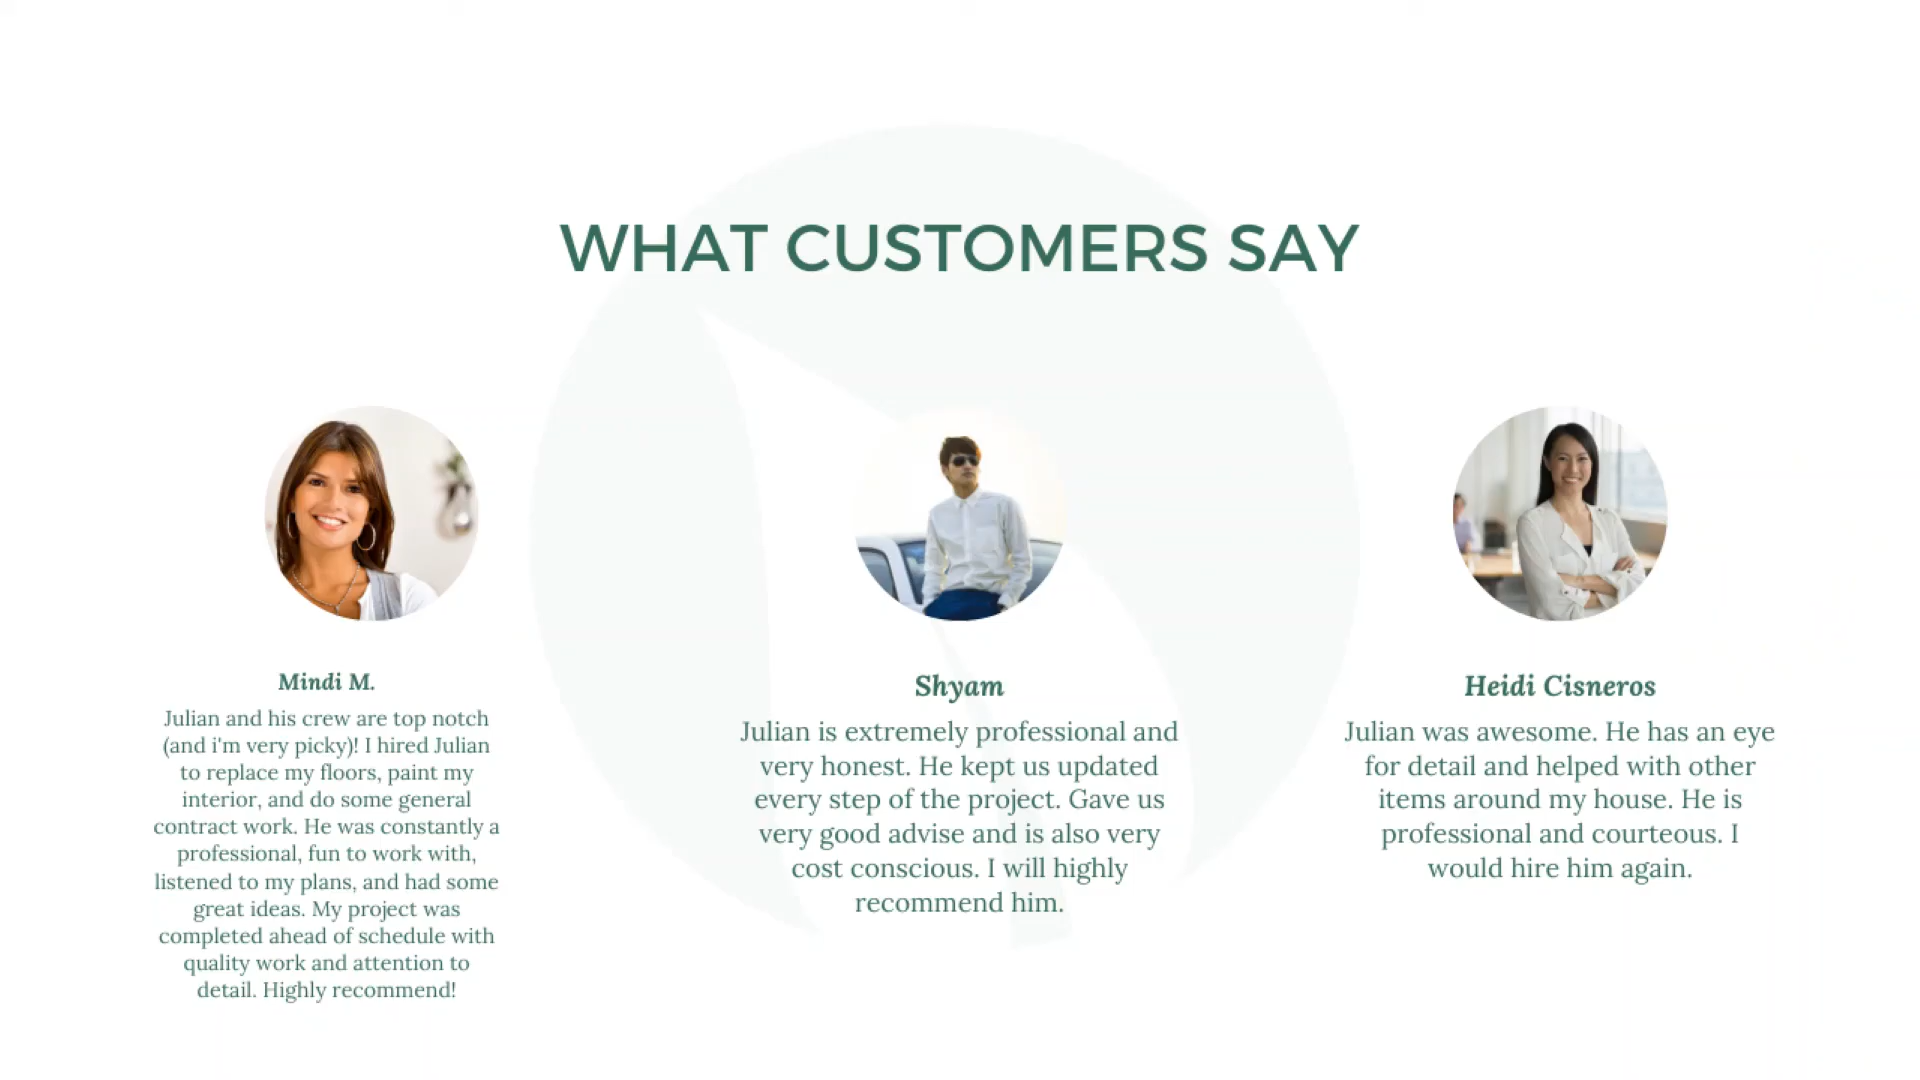 WHAT CUSTOMERS SAY
Mindi M.
Julian and his crew are top notch
(and i'm very picky)! I hired Julian
to replace my floors, paint my
interior, and do some general
contract work. He was constantly a
professional, fun to work with,
listened to my plans, and had some
great ideas. My project was
completed ahead of schedule with
quality work and attention to
detail. Highly recommend!
Shyam
Julian is extremely professional and
very honest. He kept us updated
every step of the project. Gave us
very good advise and is also very
cost conscious. I will highly
recommend him.
Heidi Cisneros
Julian was awesome. He has an eye
for detail and helped with other
items around my house. He is
professional and courteous. I
would hire him again.